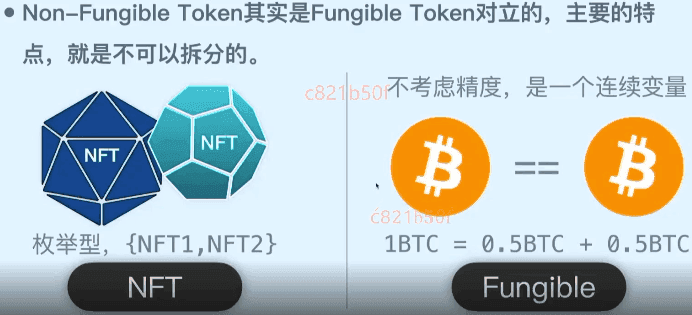 • Non-Fungible Token其实是Fungible Token对立的，主要的特
点，就是不可以拆分的。
c821b50f
不考虑精度，是一个连续变量
NFT
NFT
==
c821b50f
枚举型，{NFT1,NFT2}
1BTC = 0.5BTC + 0.5BTC
NFT
Fungible